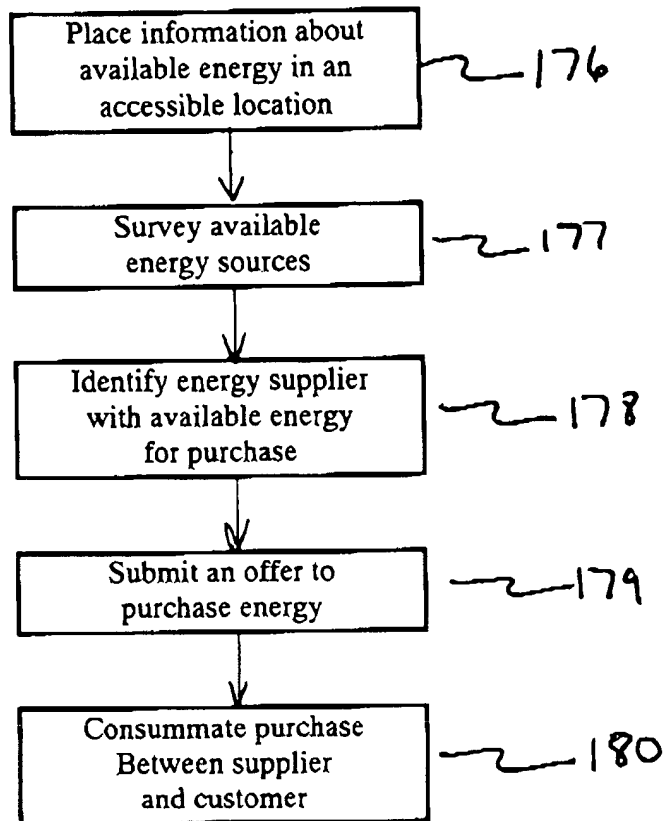 Place information about
available energy in an
accessible location
176
Survey available
energy sources
177
Identify energy supplier
with available energy
for purchase
178
Submit an offer to
purchase energy
179
Consummate purchase
Between supplier
and customer
180